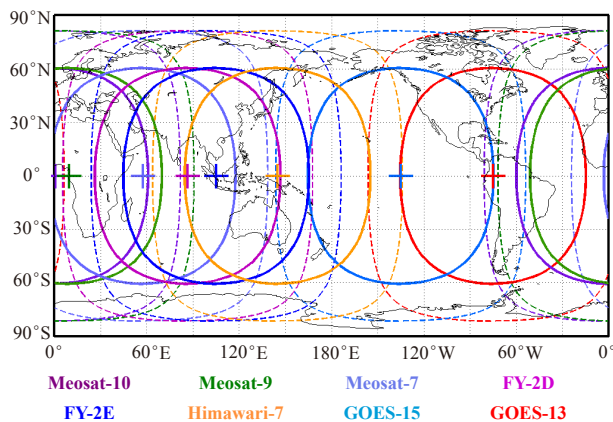 90°N
60°N
30°N
0°
30°S
60°S
90°S
0° 60°E 120°E 180°E 120°W 60°W 0°
Meosat-10 Meosat-9 Meosat-7 FY-2D
FY-2E Himawari-7 GOES-15 GOES-13